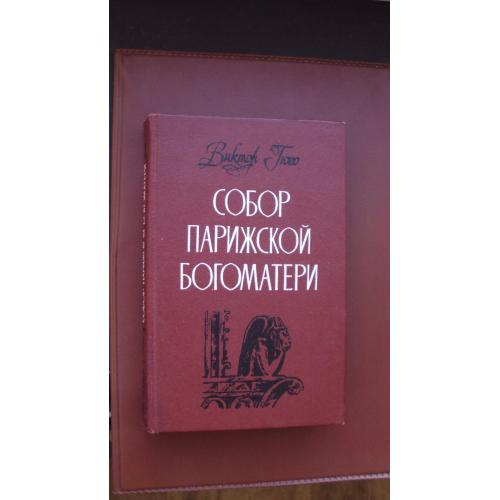 Виктор Гюго
СОБОР
ПАРИЖСКОЙ
БОГОМАТЕРИ